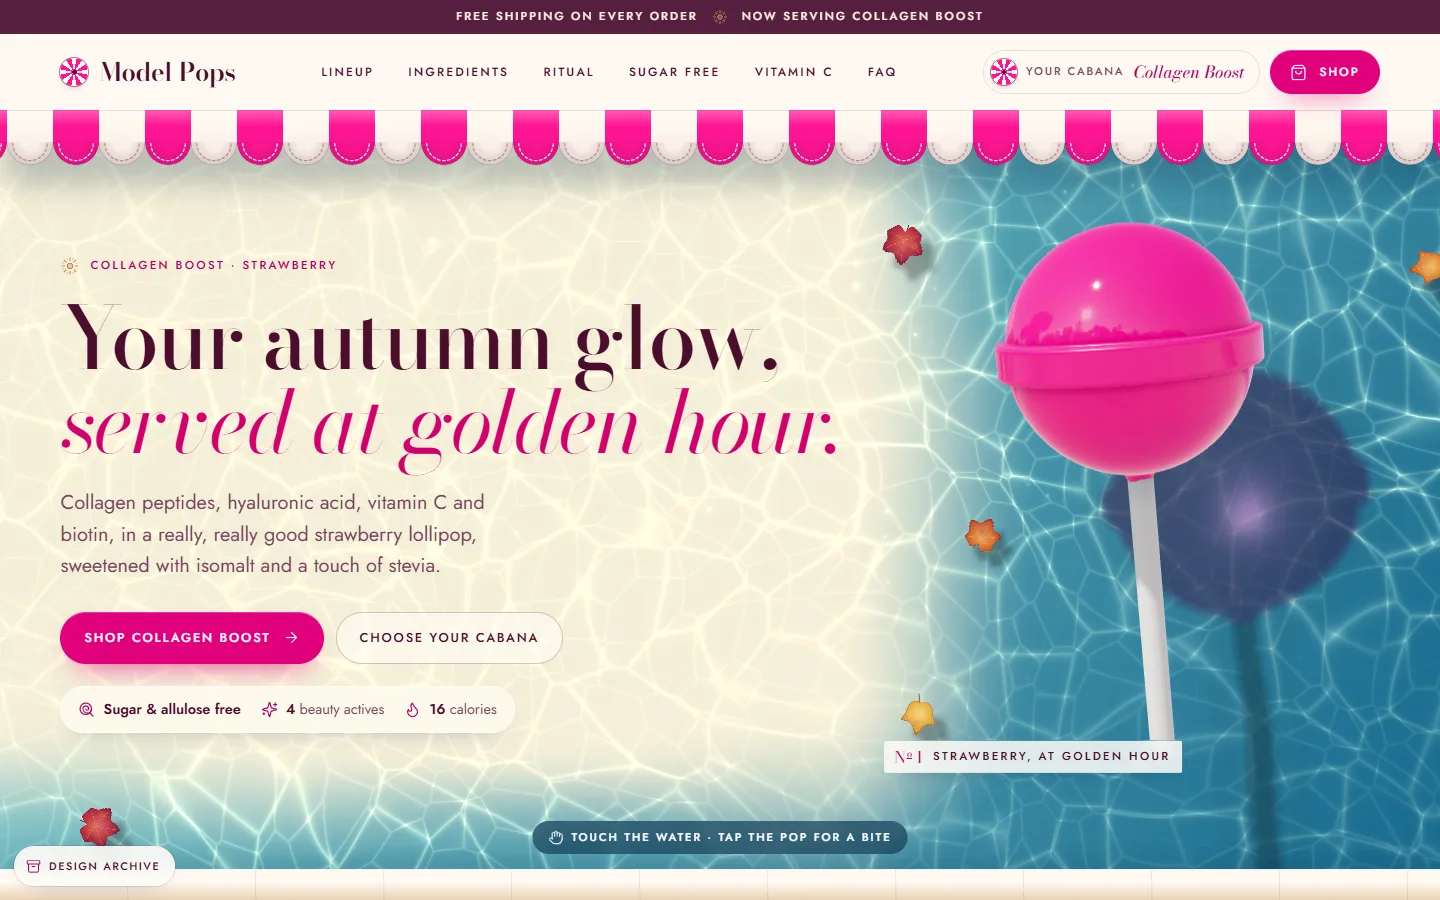 FREE SHIPPING ON EVERY ORDER NOW SERVING COLLAGEN BOOST
Model Pops
LINEUP INGREDIENTS RITUAL SUGAR FREE VITAMIN C FAQ
YOUR CABANA Collagen Boost
SHOP
COLLAGEN BOOST · STRAWBERRY
Your autumn glow,
served at golden hour.
Collagen peptides, hyaluronic acid, vitamin C and
biotin, in a really, really good strawberry lollipop,
sweetened with isomalt and a touch of stevia.
SHOP COLLAGEN BOOST
CHOOSE YOUR CABANA
Sugar & allulose free 4 beauty actives 16 calories
Nº 1 STRAWBERRY, AT GOLDEN HOUR
TOUCH THE WATER · TAP THE POP FOR A BITE
DESIGN ARCHIVE